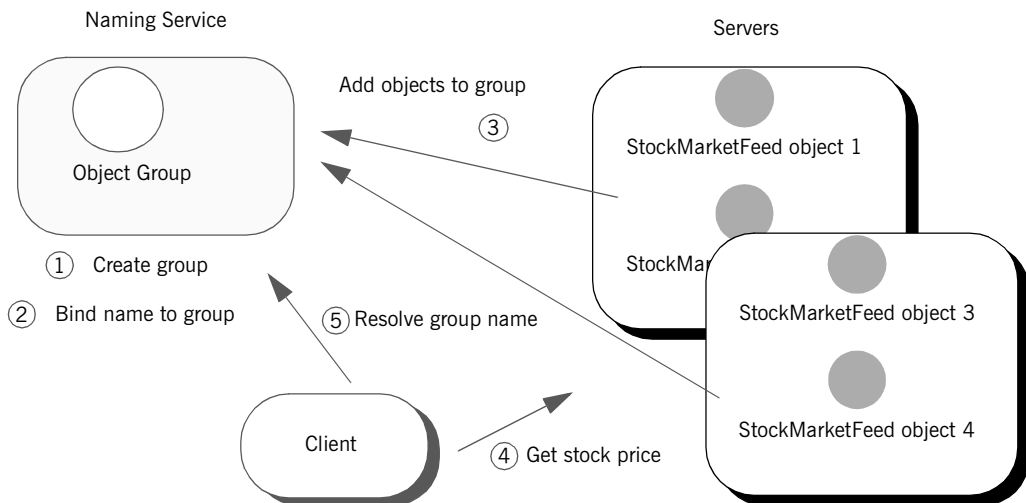 Naming Service
Servers
Add objects to group
3
StockMarketFeed object 1
Object Group
StockMar
1 Create group
2 Bind name to group
5 Resolve group name
StockMarketFeed object 3
Client
4 Get stock price
StockMarketFeed object 4